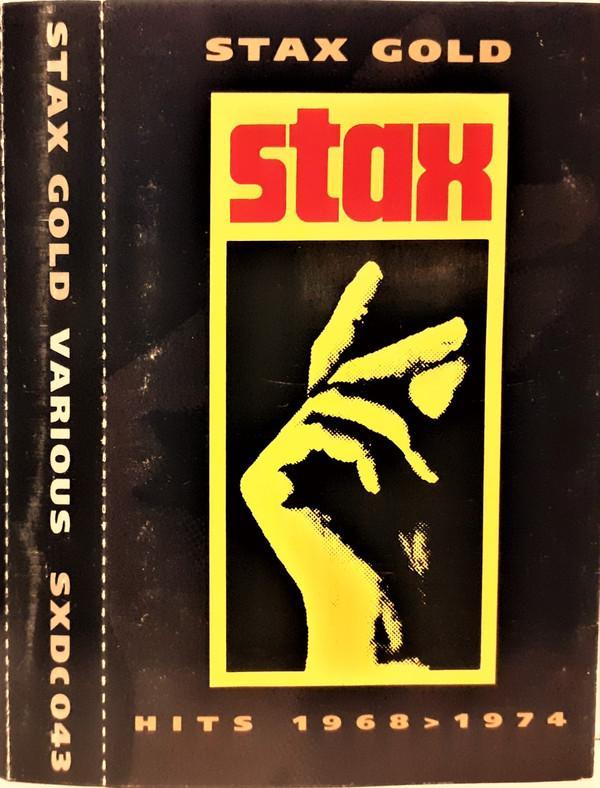 STAX GOLD VARIOUS SXDC043
STAX GOLD
stax
HITS 1968>1974